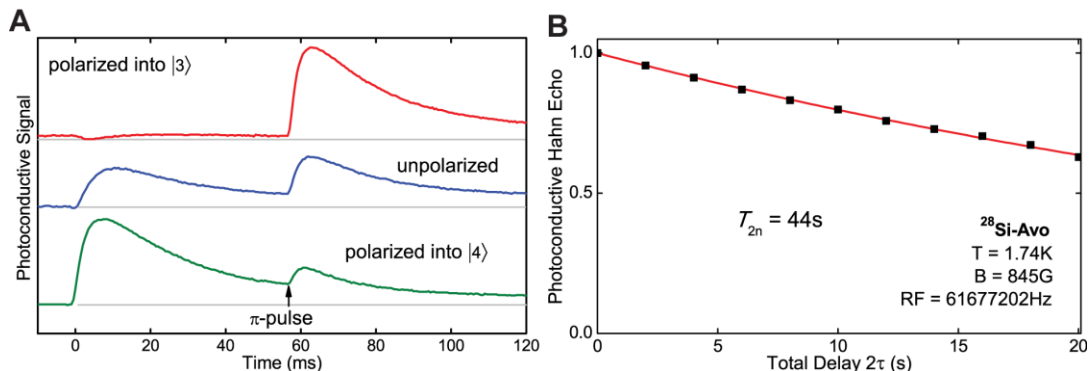 A
polarized into |3⟩
unpolarized
polarized into |4⟩
π-pulse
Photoconductive Signal
0 20 40 60 80 100 120
Time (ms)
B
1.0
0.5
0.0
Photoconductive Hahn Echo
T2n = 44s
28Si-Avo
T = 1.74K
B = 845G
RF = 61677202Hz
0 5 10 15 20
Total Delay 2τ (s)